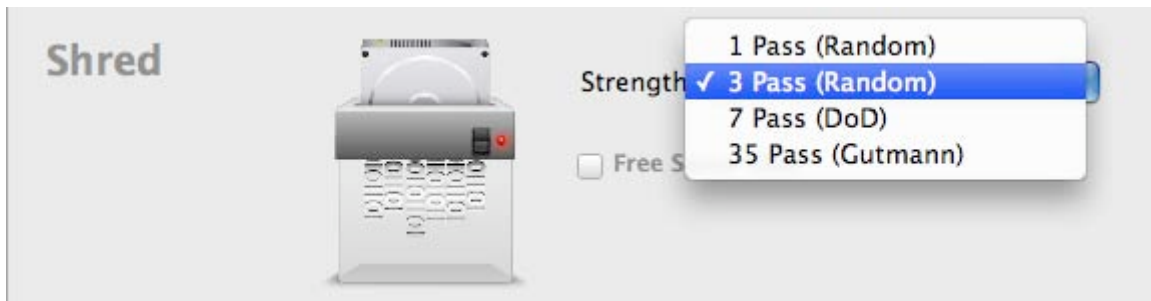 Shred
Strength
1 Pass (Random)
✓ 3 Pass (Random)
7 Pass (DoD)
35 Pass (Gutmann)
Free S